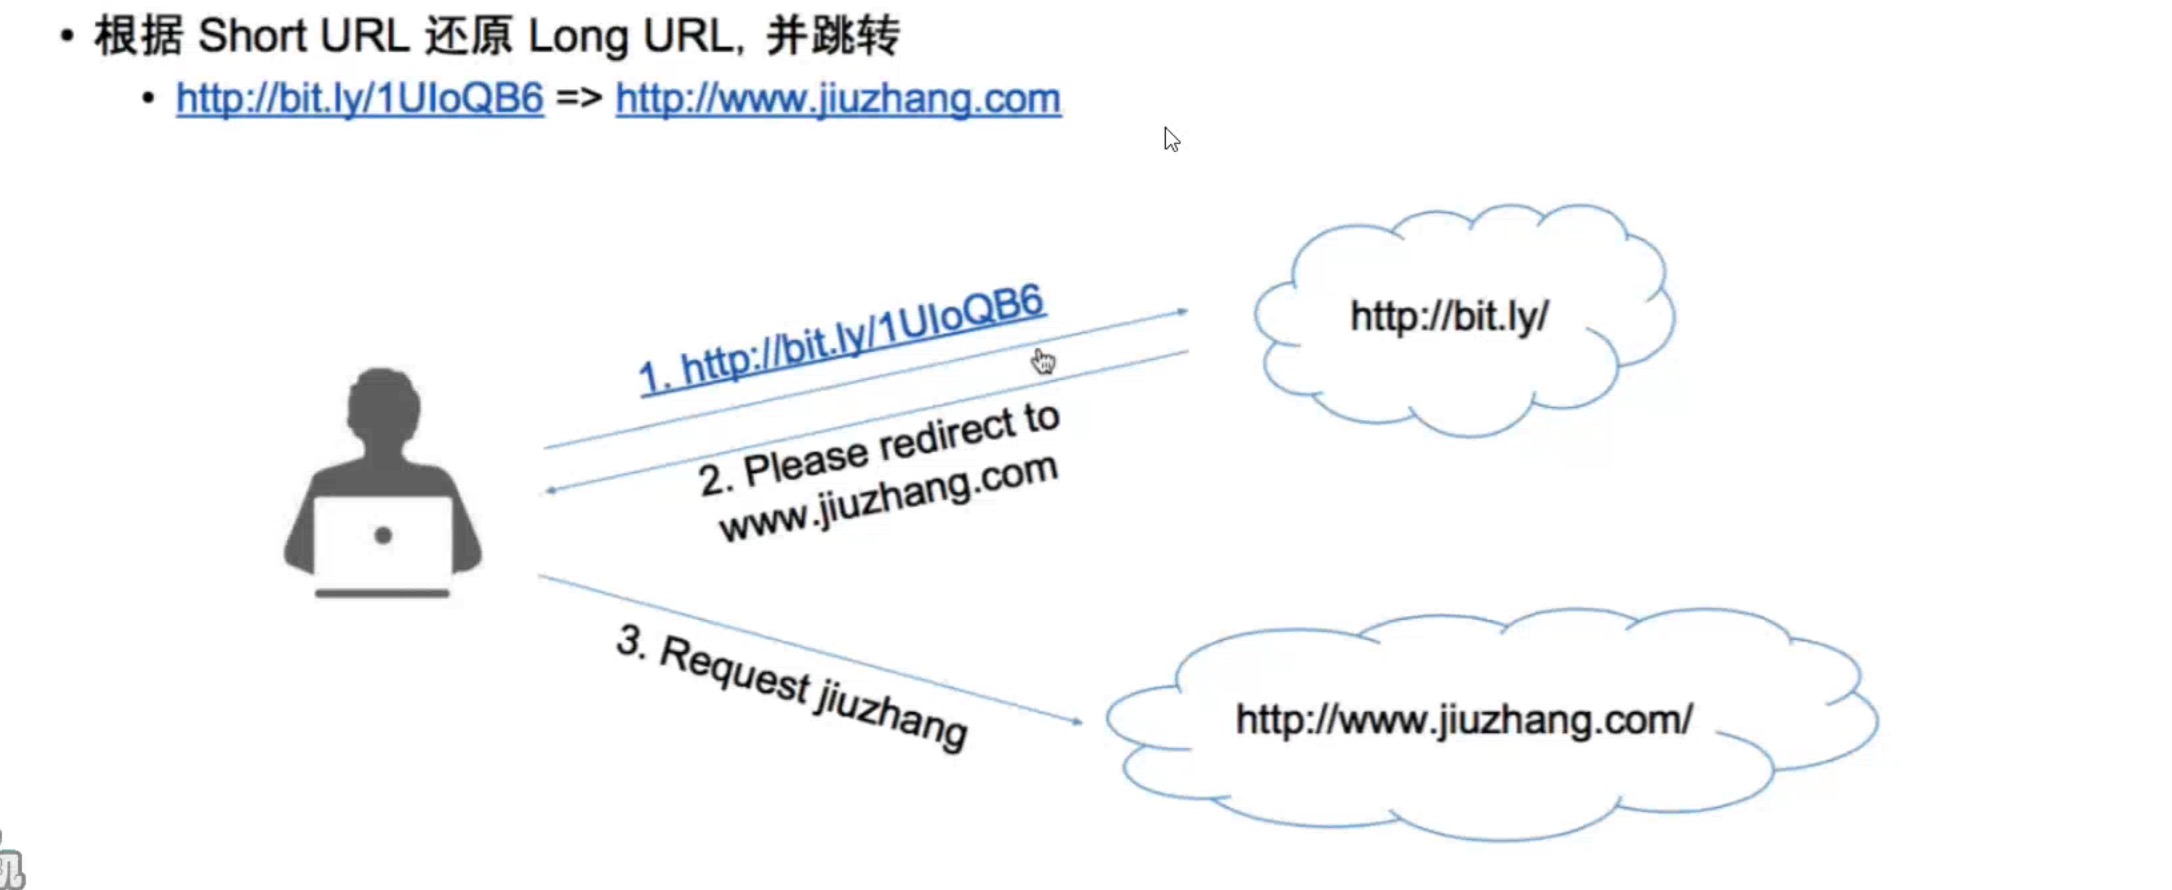 • 根据 Short URL 还原 Long URL, 并跳转
• http://bit.ly/1UIoQB6 => http://www.jiuzhang.com
1. http://bit.ly/1UIoQB6
http://bit.ly/
2. Please redirect to
www.jiuzhang.com
3. Request jiuzhang
http://www.jiuzhang.com/
机